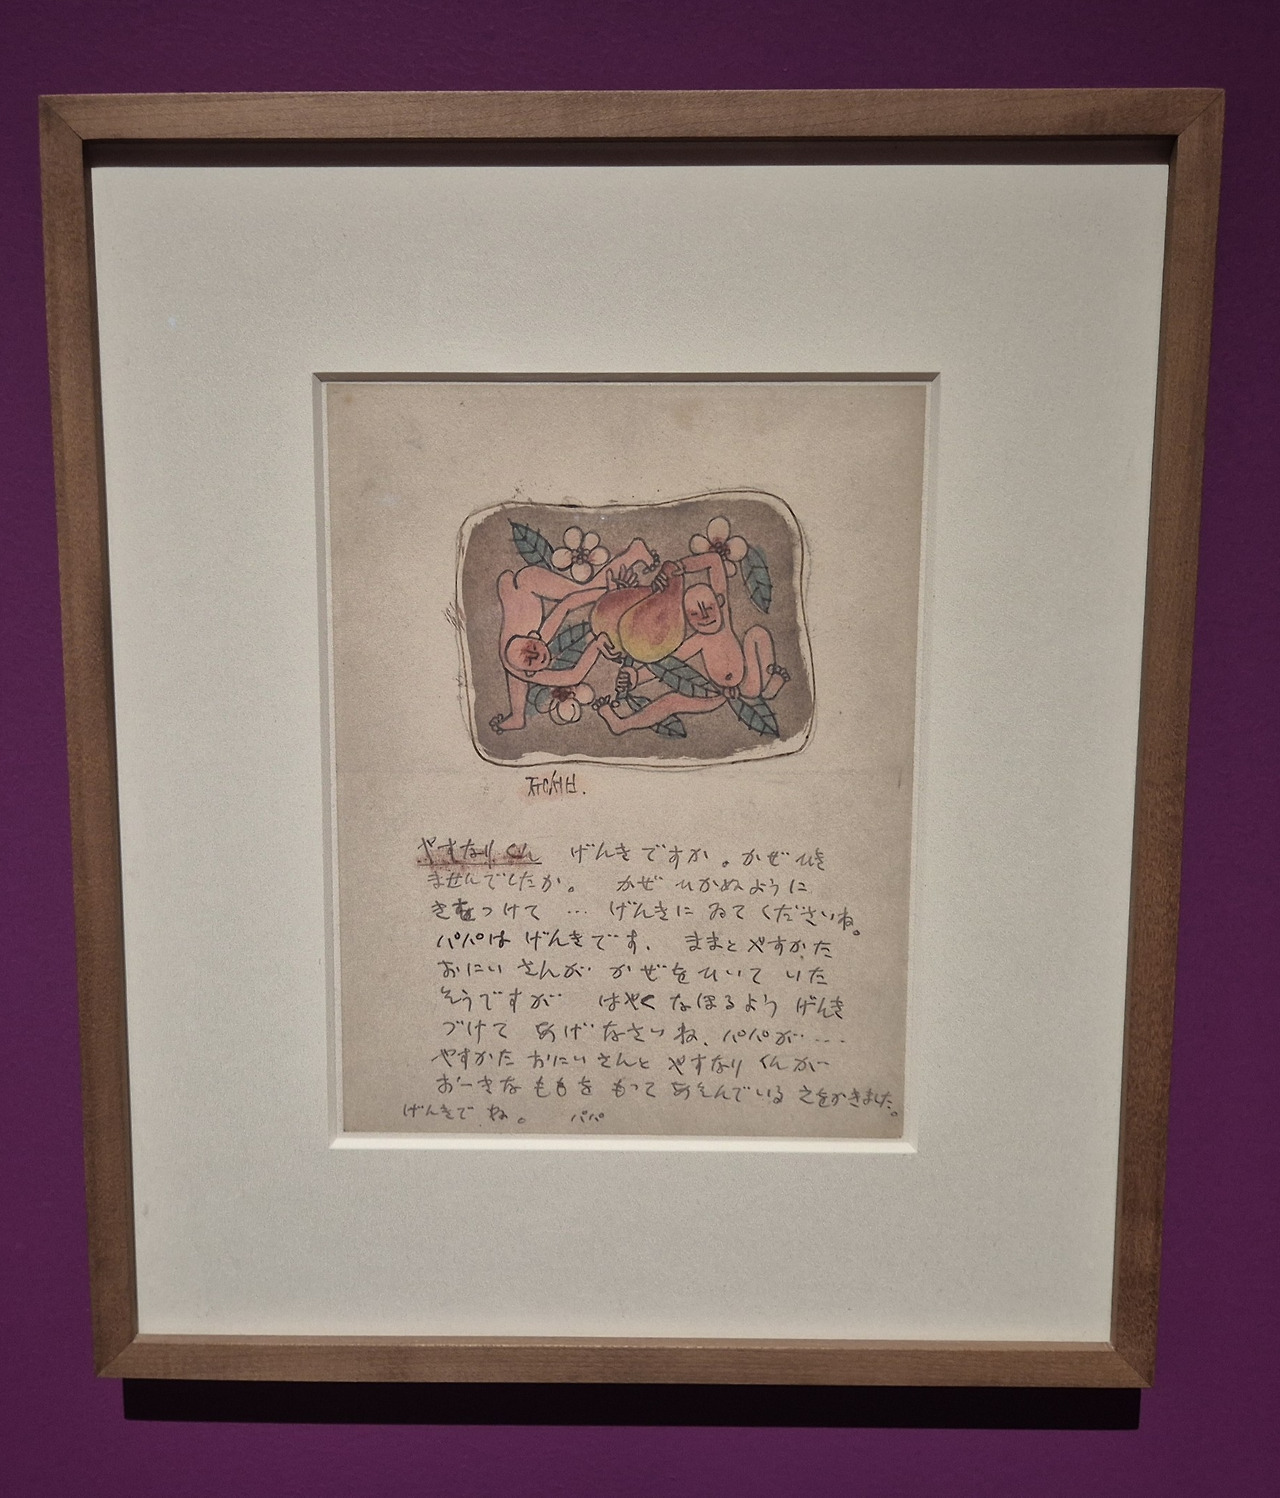 ㅈㅜㅇㅅㅓㅂ.
やすなりくん げんきですか。かぜ ひき
ませんでしたか。 かぜ ひかぬように
きをつけて … げんきに ゐてくださいね。
パパは げんきです. ままと やすかた
おにいさんが かぜをひいて いた
そうですが はやく なほるよう げんき
づけて あげなさいね、パパが…‥
やすかた おにいさんと やすなりくんが
おーきな ももを もって あそんでいる えをかきました。
げんきで ね。 パパ